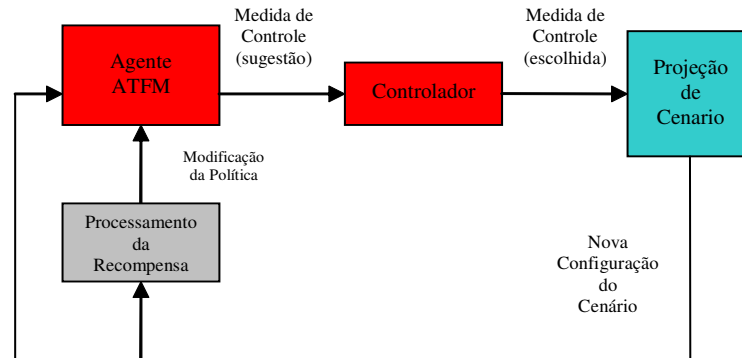 Medida de
Controle
(sugestão)
Medida de
Controle
(escolhida)
Agente
ATFM
Controlador
Projeção
de
Cenario
Modificação
da Política
Processamento
da
Recompensa
Nova
Configuração
do
Cenário